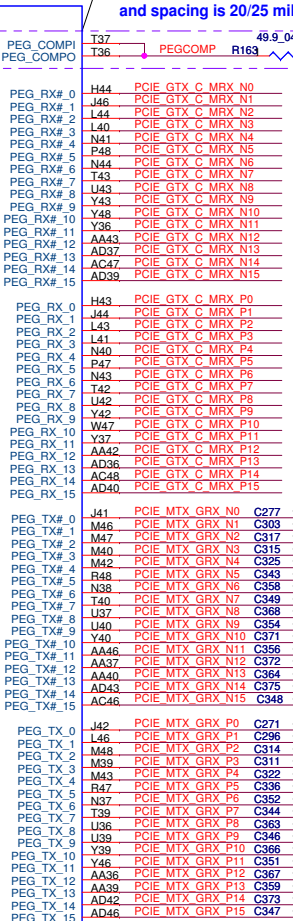 and spacing is 20/25 mil
PEG_COMPI T37 49.9_04
PEG_COMPO T36 PEGCOMP R163
PEG_RX#_0 H44 PCIE_GTX_C_MRX_N0
PEG_RX#_1 J46 PCIE_GTX_C_MRX_N1
PEG_RX#_2 L44 PCIE_GTX_C_MRX_N2
PEG_RX#_3 L40 PCIE_GTX_C_MRX_N3
PEG_RX#_4 N41 PCIE_GTX_C_MRX_N4
PEG_RX#_5 P48 PCIE_GTX_C_MRX_N5
PEG_RX#_6 N44 PCIE_GTX_C_MRX_N6
PEG_RX#_7 T43 PCIE_GTX_C_MRX_N7
PEG_RX#_8 U43 PCIE_GTX_C_MRX_N8
PEG_RX#_9 Y43 PCIE_GTX_C_MRX_N9
PEG_RX#_10 Y48 PCIE_GTX_C_MRX_N10
PEG_RX#_11 Y36 PCIE_GTX_C_MRX_N11
PEG_RX#_12 AA43 PCIE_GTX_C_MRX_N12
PEG_RX#_13 AD37 PCIE_GTX_C_MRX_N13
PEG_RX#_14 AC47 PCIE_GTX_C_MRX_N14
PEG_RX#_15 AD39 PCIE_GTX_C_MRX_N15
PEG_RX_0 H43 PCIE_GTX_C_MRX_P0
PEG_RX_1 J44 PCIE_GTX_C_MRX_P1
PEG_RX_2 L43 PCIE_GTX_C_MRX_P2
PEG_RX_3 L41 PCIE_GTX_C_MRX_P3
PEG_RX_4 N40 PCIE_GTX_C_MRX_P4
PEG_RX_5 P47 PCIE_GTX_C_MRX_P5
PEG_RX_6 N43 PCIE_GTX_C_MRX_P6
PEG_RX_7 T42 PCIE_GTX_C_MRX_P7
PEG_RX_8 U42 PCIE_GTX_C_MRX_P8
PEG_RX_9 Y42 PCIE_GTX_C_MRX_P9
PEG_RX_10 W47 PCIE_GTX_C_MRX_P10
PEG_RX_11 Y37 PCIE_GTX_C_MRX_P11
PEG_RX_12 AA42 PCIE_GTX_C_MRX_P12
PEG_RX_13 AD36 PCIE_GTX_C_MRX_P13
PEG_RX_14 AC48 PCIE_GTX_C_MRX_P14
PEG_RX_15 AD40 PCIE_GTX_C_MRX_P15
PEG_TX#_0 J41 PCIE_MTX_GRX_N0 C277
PEG_TX#_1 M46 PCIE_MTX_GRX_N1 C303
PEG_TX#_2 M47 PCIE_MTX_GRX_N2 C317
PEG_TX#_3 M40 PCIE_MTX_GRX_N3 C315
PEG_TX#_4 M42 PCIE_MTX_GRX_N4 C325
PEG_TX#_5 R48 PCIE_MTX_GRX_N5 C343
PEG_TX#_6 N38 PCIE_MTX_GRX_N6 C358
PEG_TX#_7 T40 PCIE_MTX_GRX_N7 C349
PEG_TX#_8 U37 PCIE_MTX_GRX_N8 C368
PEG_TX#_9 U40 PCIE_MTX_GRX_N9 C354
PEG_TX#_10 Y40 PCIE_MTX_GRX_N10 C371
PEG_TX#_11 AA46 PCIE_MTX_GRX_N11 C356
PEG_TX#_12 AA37 PCIE_MTX_GRX_N12 C372
PEG_TX#_13 AA40 PCIE_MTX_GRX_N13 C364
PEG_TX#_14 AD43 PCIE_MTX_GRX_N14 C375
PEG_TX#_15 AC46 PCIE_MTX_GRX_N15 C348
PEG_TX_0 J42 PCIE_MTX_GRX_P0 C271
PEG_TX_1 L46 PCIE_MTX_GRX_P1 C296
PEG_TX_2 M48 PCIE_MTX_GRX_P2 C314
PEG_TX_3 M39 PCIE_MTX_GRX_P3 C311
PEG_TX_4 M43 PCIE_MTX_GRX_P4 C322
PEG_TX_5 R47 PCIE_MTX_GRX_P5 C336
PEG_TX_6 N37 PCIE_MTX_GRX_P6 C352
PEG_TX_7 T39 PCIE_MTX_GRX_P7 C344
PEG_TX_8 U36 PCIE_MTX_GRX_P8 C363
PEG_TX_9 U39 PCIE_MTX_GRX_P9 C346
PEG_TX_10 Y39 PCIE_MTX_GRX_P10 C366
PEG_TX_11 Y46 PCIE_MTX_GRX_P11 C351
PEG_TX_12 AA36 PCIE_MTX_GRX_P12 C367
PEG_TX_13 AA39 PCIE_MTX_GRX_P13 C359
PEG_TX_14 AD42 PCIE_MTX_GRX_P14 C373
PEG_TX_15 AD46 PCIE_MTX_GRX_P15 C347